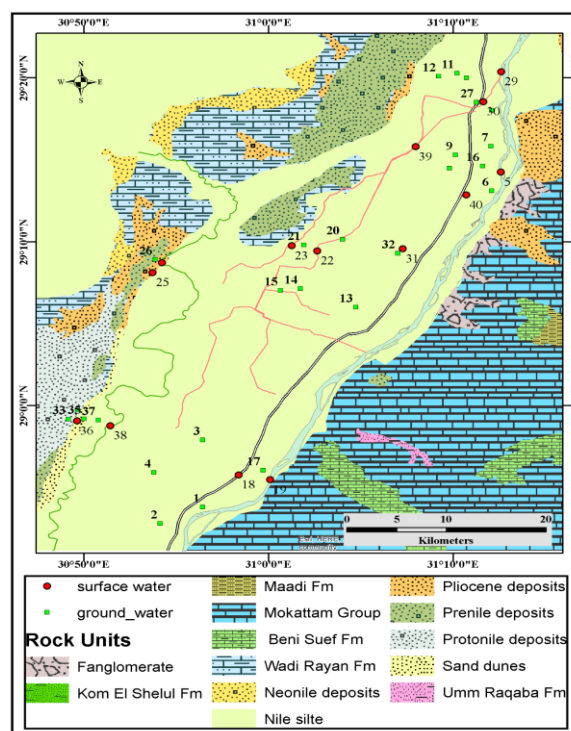 30°50'0"E 31°0'0"E 31°10'0"E
29°20'0"N
29°10'0"N
29°0'0"N
N
W E
S
12 11 29
27
30
39 9 7
16
5
6
40
21 20 32
23 22 31
26
25
15 14
13
33 35 37
36 38
3
4 17
18 19
1
2
0 5 10 20
Kilometers
surface water
ground_water
Rock Units
Fanglomerate
Kom El Shelul Fm
Maadi Fm
Mokattam Group
Beni Suef Fm
Wadi Rayan Fm
Neonile deposits
Nile silte
Pliocene deposits
Prenile deposits
Protonile deposits
Sand dunes
Umm Raqaba Fm